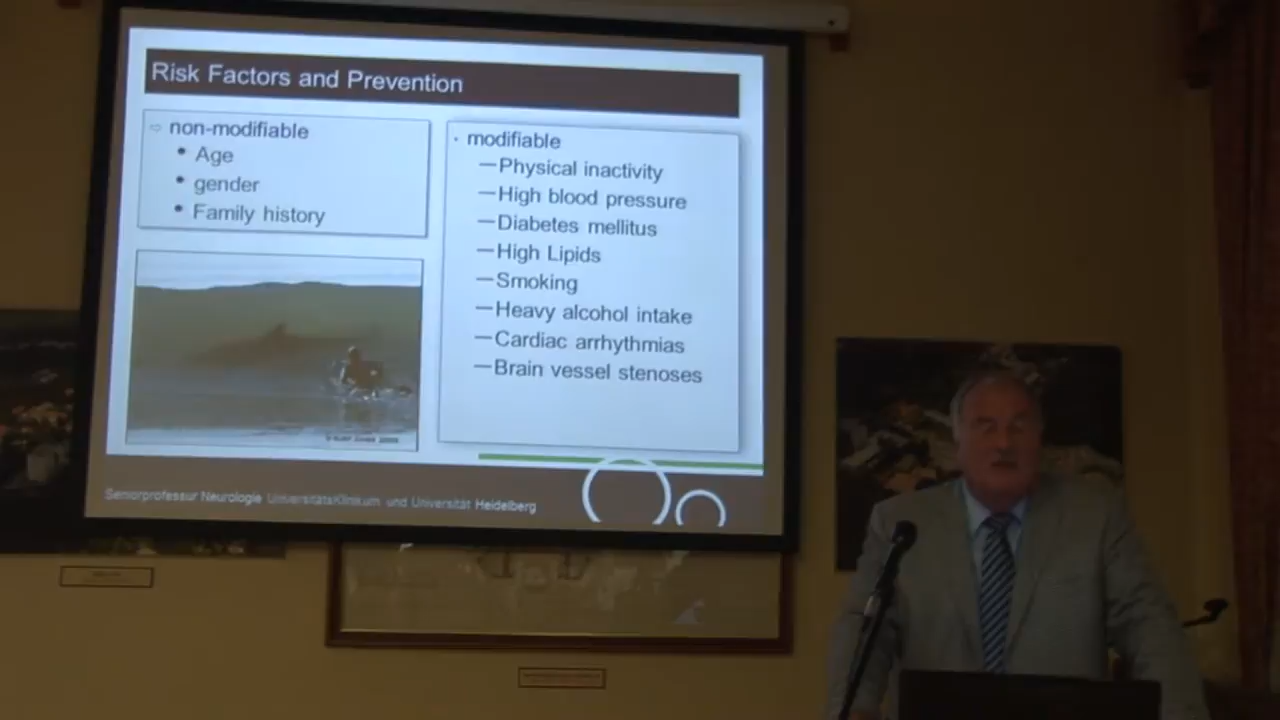 Risk Factors and Prevention
⇨ non-modifiable
• Age
• gender
• Family history
· modifiable
—Physical inactivity
—High blood pressure
—Diabetes mellitus
—High Lipids
—Smoking
—Heavy alcohol intake
—Cardiac arrhythmias
—Brain vessel stenoses
Seniorprofessur Neurologie UniversitätsKlinikum und Universität Heidelberg